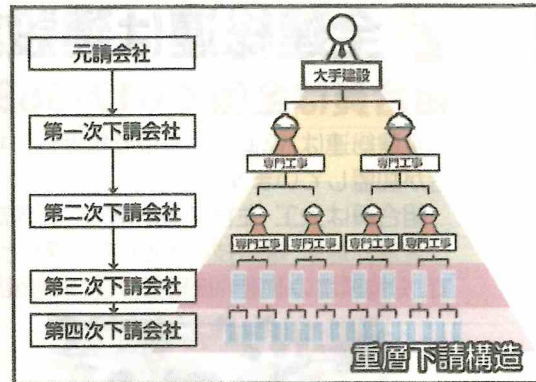 元請会社
大手建設
第一次下請会社
専門工事
専門工事
第二次下請会社
専門工事
専門工事
専門工事
専門工事
第三次下請会社
第四次下請会社
重層下請構造